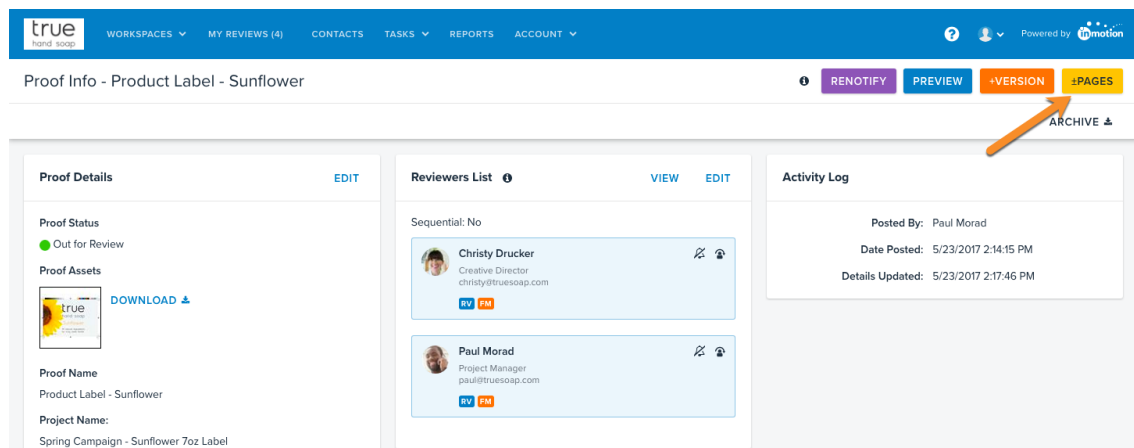 true
hand soap
WORKSPACES MY REVIEWS (4) CONTACTS TASKS REPORTS ACCOUNT ? Powered by inmotion
Proof Info - Product Label - Sunflower
RENOTIFY PREVIEW +VERSION ±PAGES
ARCHIVE
Proof Details EDIT
Proof Status
Out for Review
Proof Assets
true
hand soap
DOWNLOAD
Proof Name
Product Label - Sunflower
Project Name:
Spring Campaign - Sunflower 7oz Label
Reviewers List VIEW EDIT
Sequential: No
Christy Drucker
Creative Director
christy@truesoap.com
RV FM
Paul Morad
Project Manager
paul@truesoap.com
RV FM
Activity Log
Posted By: Paul Morad
Date Posted: 5/23/2017 2:14:15 PM
Details Updated: 5/23/2017 2:17:46 PM